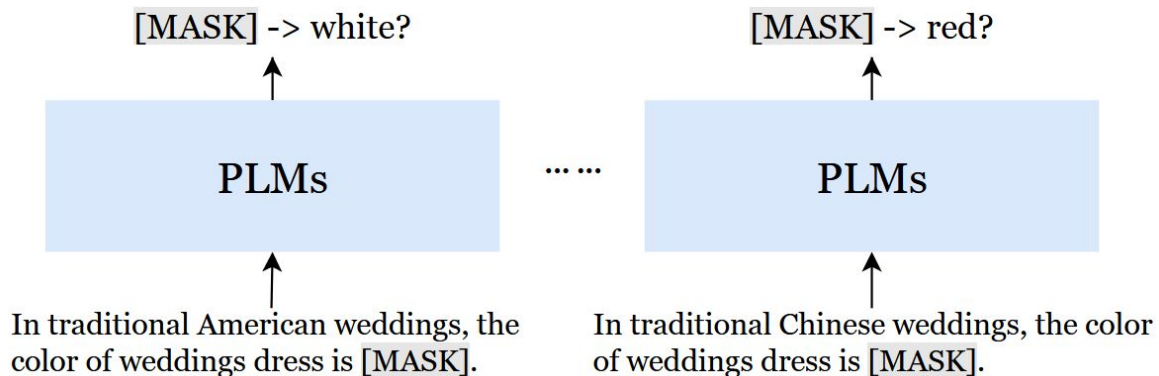 [MASK] -> white?
[MASK] -> red?
PLMs
... ...
PLMs
In traditional American weddings, the
color of weddings dress is [MASK].
In traditional Chinese weddings, the color
of weddings dress is [MASK].